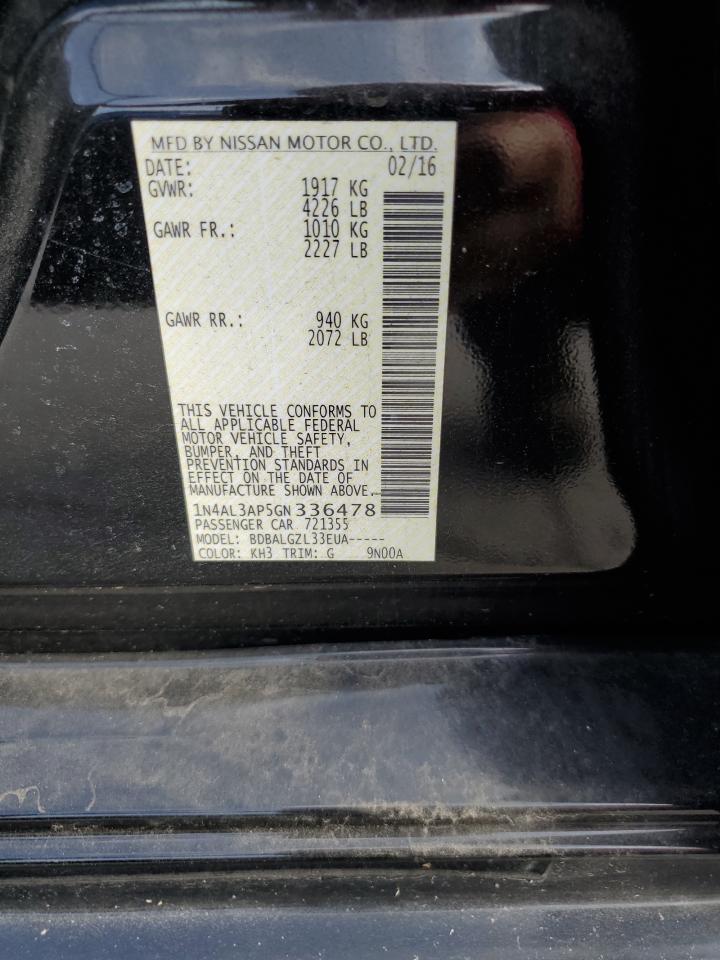 MFD BY NISSAN MOTOR CO., LTD.
DATE: 02/16
GVWR: 1917 KG
4226 LB
GAWR FR.: 1010 KG
2227 LB
GAWR RR.: 940 KG
2072 LB
THIS VEHICLE CONFORMS TO
ALL APPLICABLE FEDERAL
MOTOR VEHICLE SAFETY,
BUMPER, AND THEFT
PREVENTION STANDARDS IN
EFFECT ON THE DATE OF
MANUFACTURE SHOWN ABOVE.
1N4AL3AP5GN336478
PASSENGER CAR 721355
MODEL: BDBALGZL33EUA-----
COLOR: KH3 TRIM: G 9N00A